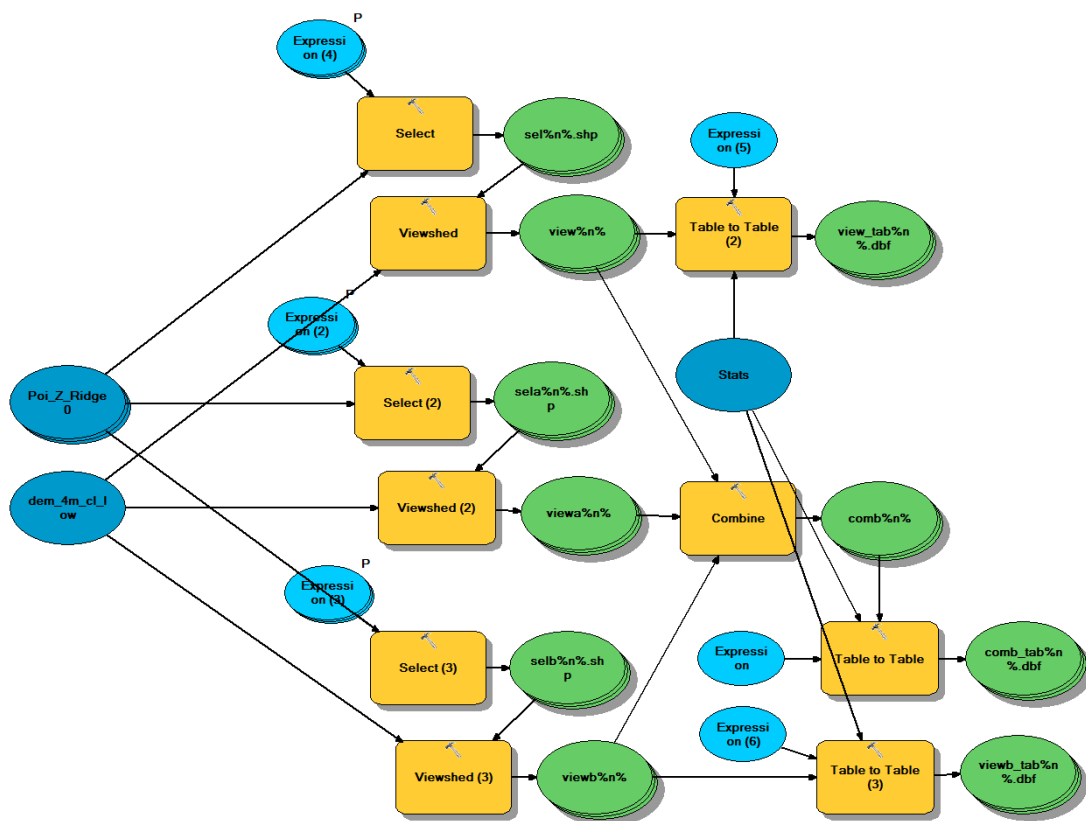 P
Expressi
on (4)
Select
sel%n%.shp
Expressi
on (5)
Viewshed
view%n%
Table to Table
(2)
view_tab%n
%.dbf
P
Expressi
on (2)
Stats
Poi_Z_Ridge
0
Select (2)
sela%n%.sh
p
dem_4m_cl_l
ow
Viewshed (2)
viewa%n%
Combine
comb%n%
P
Expressi
on (3)
Select (3)
selb%n%.sh
p
Expressi
on
Table to Table
comb_tab%n
%.dbf
Expressi
on (6)
Viewshed (3)
viewb%n%
Table to Table
(3)
viewb_tab%n
%.dbf